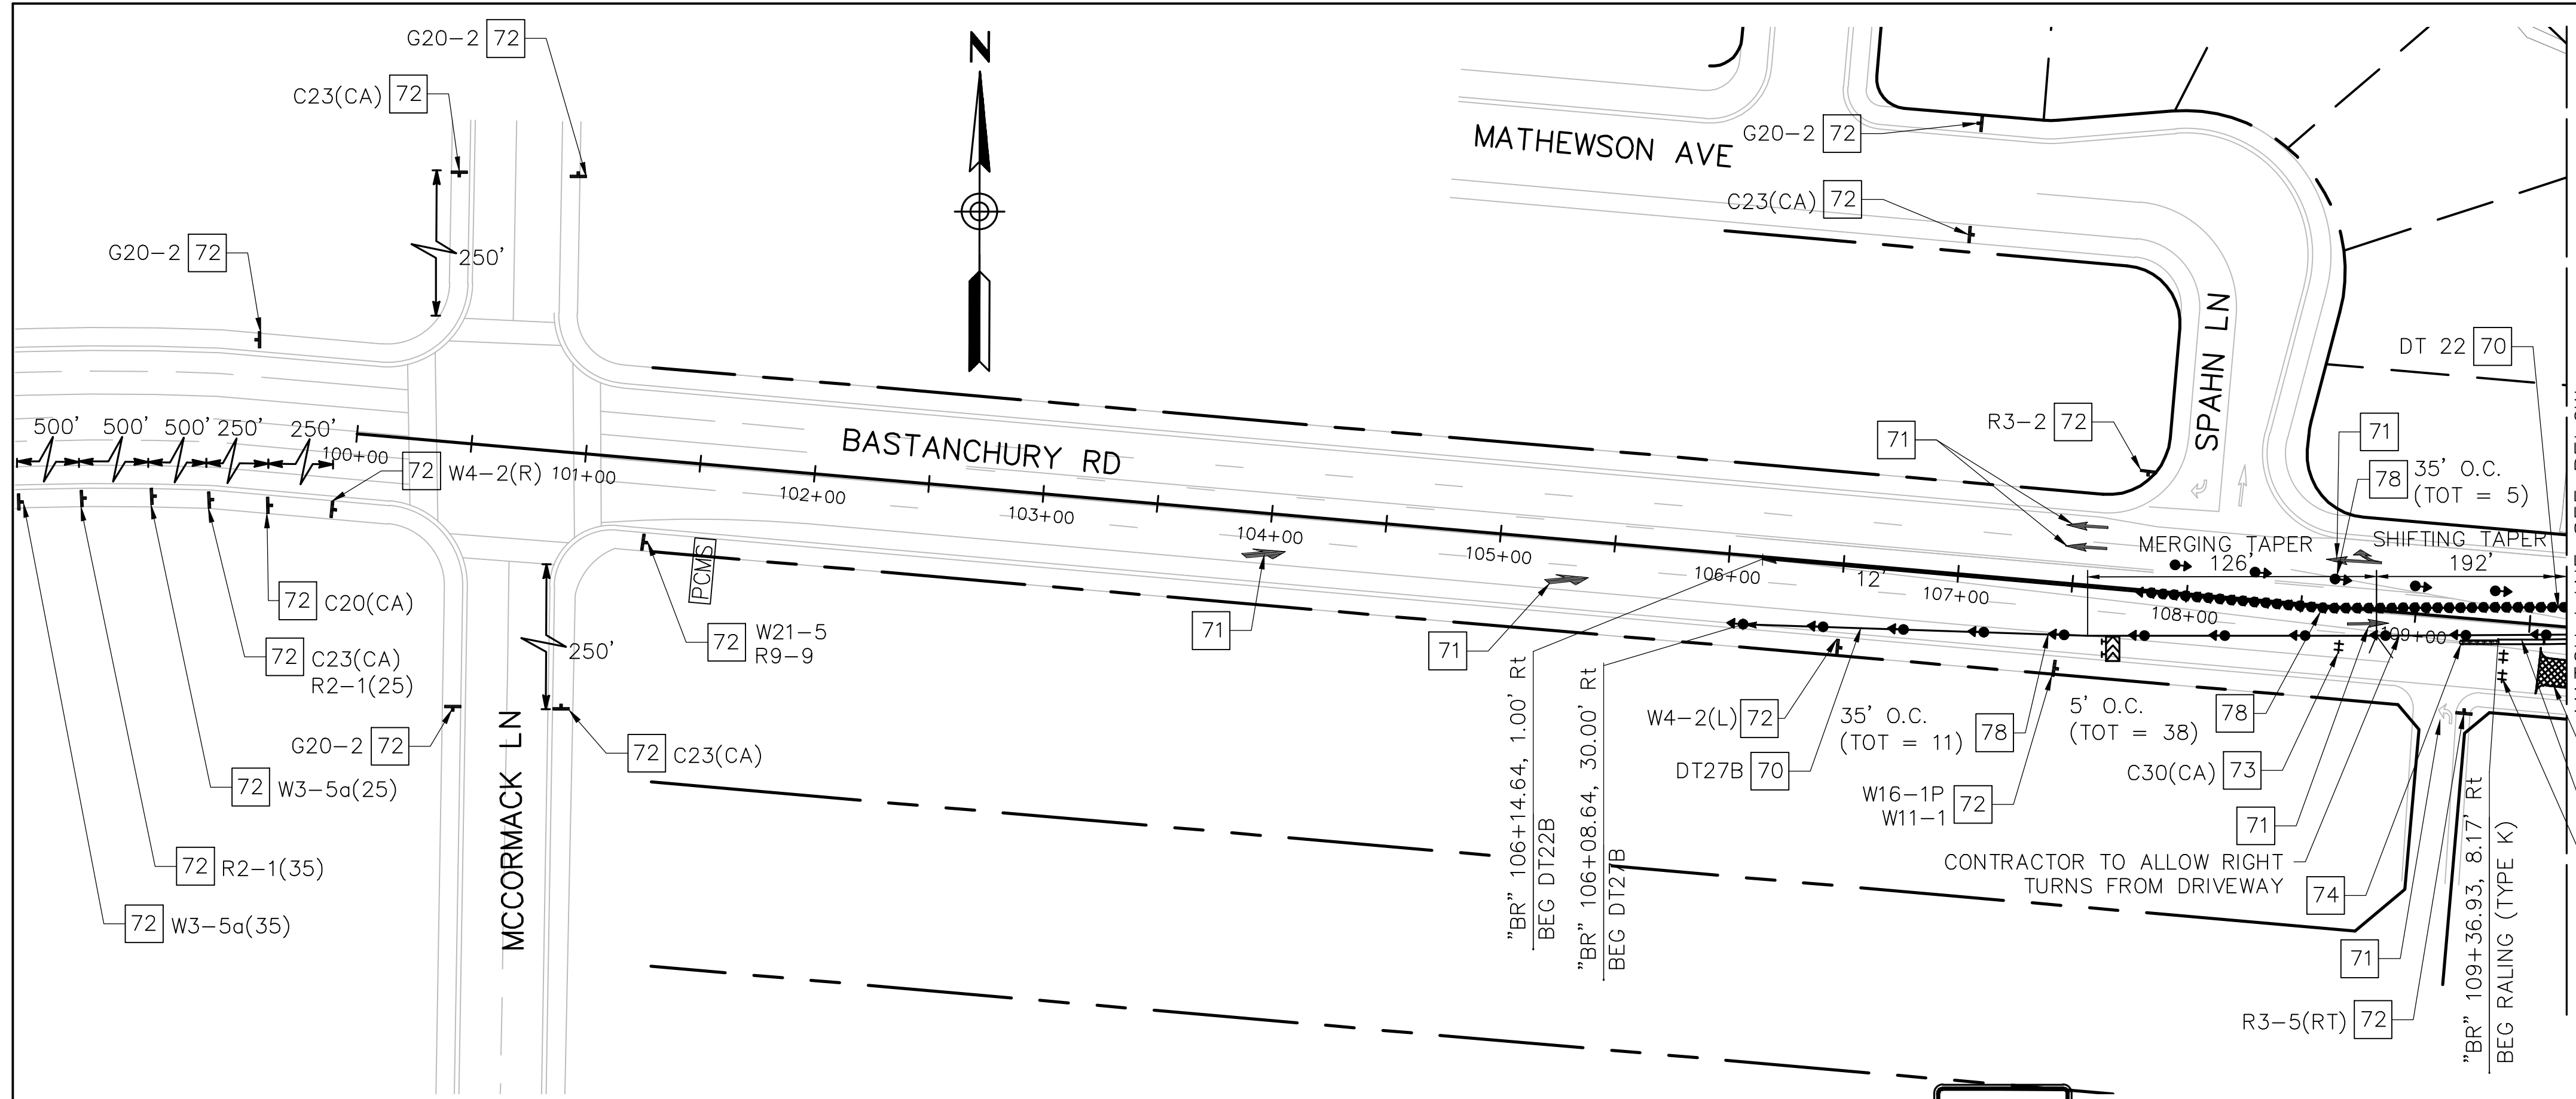 G20-2 72
C23(CA) 72
G20-2 72
250'
N
MATHEWSON AVE
G20-2 72
C23(CA) 72
SPAHN LN
DT 22 70
R3-2 72
71
71
78 35' O.C.
(TOT = 5)
500' 500' 500' 250' 250'
72 W4-2(R)
BASTANCHURY RD
100+00
101+00
102+00
103+00
104+00
105+00
106+00
107+00
108+00
109+00
12'
MERGING TAPER
126'
SHIFTING TAPER
192'
72 C20(CA)
72 C23(CA)
R2-1(25)
72 W3-5a(25)
72 R2-1(35)
72 W3-5a(35)
PCMS
72 W21-5
R9-9
250'
G20-2 72
72 C23(CA)
MCCORMACK LN
71
71
"BR" 106+14.64, 1.00' Rt
BEG DT22B
"BR" 106+08.64, 30.00' Rt
BEG DT27B
W4-2(L) 72
DT27B 70
35' O.C.
(TOT = 11) 78
W16-1P
W11-1 72
5' O.C.
(TOT = 38)
78
C30(CA) 73
71
CONTRACTOR TO ALLOW RIGHT
TURNS FROM DRIVEWAY
74
71
R3-5(RT) 72
"BR" 109+36.93, 8.17' Rt
BEG RALING (TYPE K)